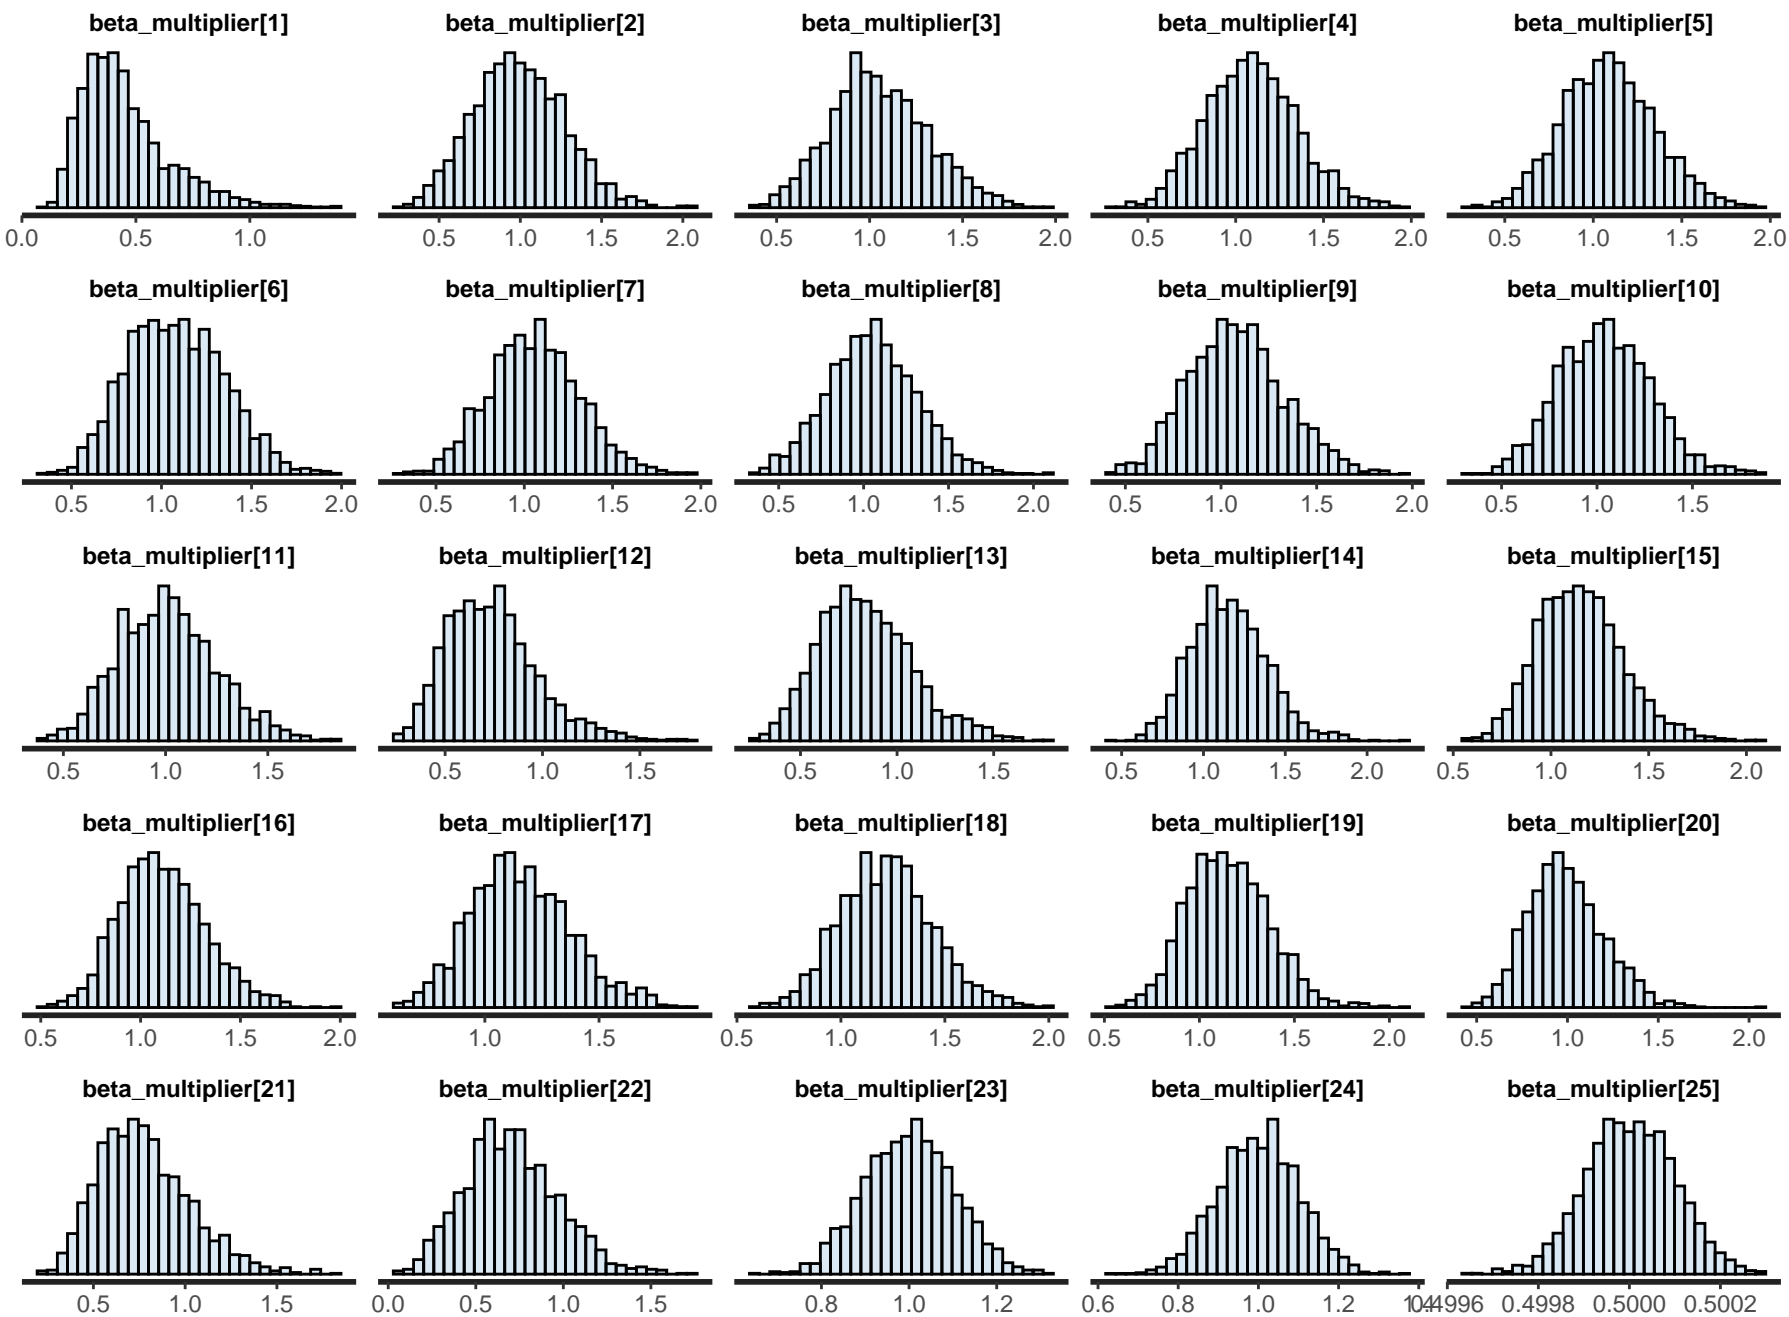 beta_multiplier[1] beta_multiplier[2] beta_multiplier[3] beta_multiplier[4] beta_multiplier[5]
0.0 0.5 1.0 0.5 1.0 1.5 2.0 0.5 1.0 1.5 2.0 0.5 1.0 1.5 2.0 0.5 1.0 1.5 2.0
beta_multiplier[6] beta_multiplier[7] beta_multiplier[8] beta_multiplier[9] beta_multiplier[10]
0.5 1.0 1.5 2.0 0.5 1.0 1.5 2.0 0.5 1.0 1.5 2.0 0.5 1.0 1.5 2.0 0.5 1.0 1.5
beta_multiplier[11] beta_multiplier[12] beta_multiplier[13] beta_multiplier[14] beta_multiplier[15]
0.5 1.0 1.5 0.5 1.0 1.5 0.5 1.0 1.5 0.5 1.0 1.5 2.0 0.5 1.0 1.5 2.0
beta_multiplier[16] beta_multiplier[17] beta_multiplier[18] beta_multiplier[19] beta_multiplier[20]
0.5 1.0 1.5 2.0 1.0 1.5 0.5 1.0 1.5 2.0 0.5 1.0 1.5 2.0 0.5 1.0 1.5 2.0
beta_multiplier[21] beta_multiplier[22] beta_multiplier[23] beta_multiplier[24] beta_multiplier[25]
0.5 1.0 1.5 0.0 0.5 1.0 1.5 0.8 1.0 1.2 0.6 0.8 1.0 1.2 1.4 0.4996 0.4998 0.5000 0.5002